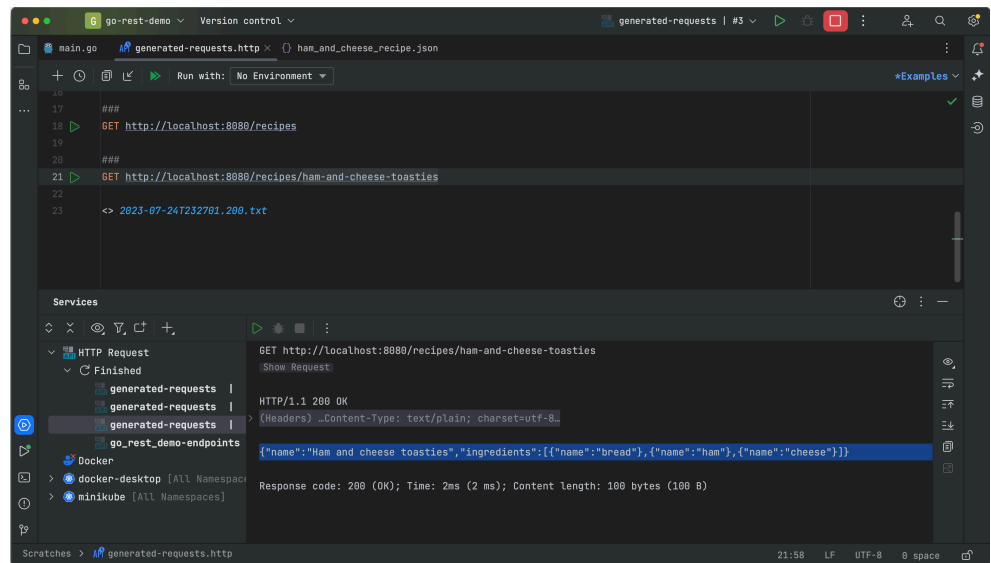 G go-rest-demo Version control generated-requests | #3
main.go generated-requests.http ham_and_cheese_recipe.json
Run with: No Environment *Examples
16
17 ###
18 GET http://localhost:8080/recipes
19
20 ###
21 GET http://localhost:8080/recipes/ham-and-cheese-toasties
22
23 <> 2023-07-24T232701.200.txt
Services
HTTP Request
Finished
generated-requests |
generated-requests |
generated-requests |
go_rest_demo-endpoints
Docker
docker-desktop [All Namespace
minikube [All Namespaces]
GET http://localhost:8080/recipes/ham-and-cheese-toasties
Show Request
HTTP/1.1 200 OK
(Headers) …Content-Type: text/plain; charset=utf-8…
{"name":"Ham and cheese toasties","ingredients":[{"name":"bread"},{"name":"ham"},{"name":"cheese"}]}
Response code: 200 (OK); Time: 2ms (2 ms); Content length: 100 bytes (100 B)
Scratches > generated-requests.http 21:58 LF UTF-8 0 space